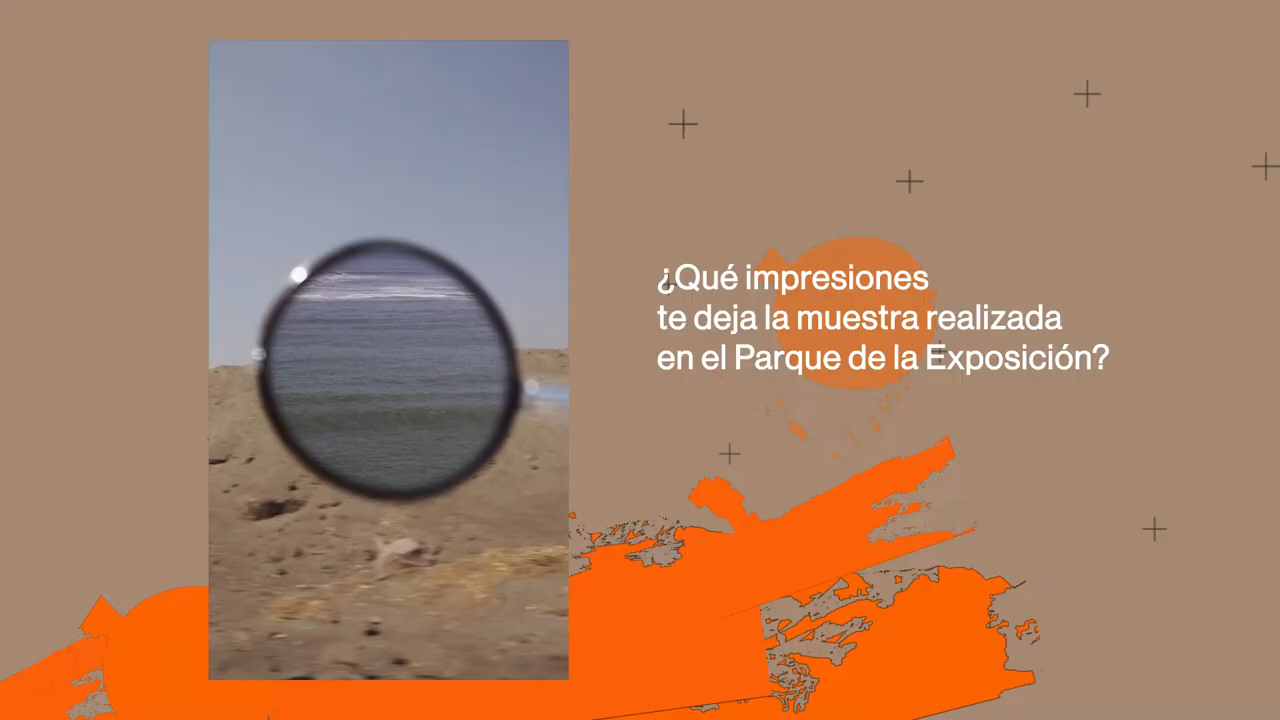 ¿Qué impresiones
te deja la muestra realizada
en el Parque de la Exposición?